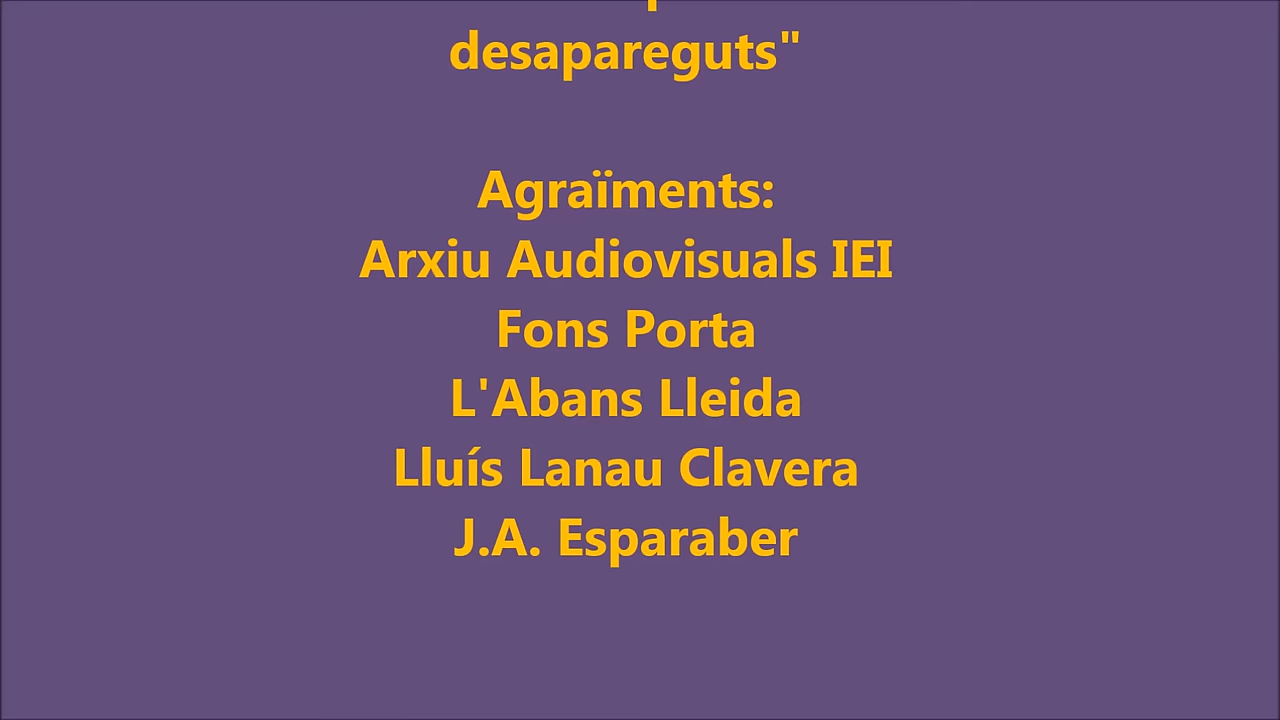 desapareguts"
Agraïments:
Arxiu Audiovisuals IEI
Fons Porta
L'Abans Lleida
Lluís Lanau Clavera
J.A. Esparaber